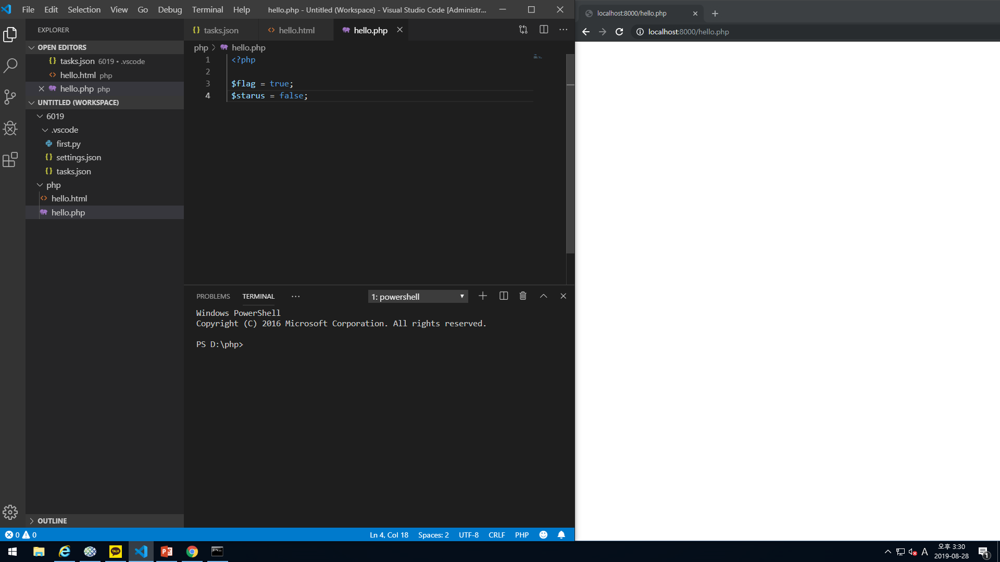 File Edit Selection View Go Debug Terminal Help hello.php - Untitled (Workspace) - Visual Studio Code [Administr...
EXPLORER
OPEN EDITORS
tasks.json 6019 • .vscode
hello.html php
hello.php php
UNTITLED (WORKSPACE)
6019
.vscode
first.py
settings.json
tasks.json
php
hello.html
hello.php
OUTLINE
tasks.json hello.html hello.php
php > hello.php
1 <?php
2
3 $flag = true;
4 $starus = false;
PROBLEMS TERMINAL ... 1: powershell
Windows PowerShell
Copyright (C) 2016 Microsoft Corporation. All rights reserved.
PS D:\php>
0 0 Ln 4, Col 18 Spaces: 2 UTF-8 CRLF PHP
localhost:8000/hello.php
localhost:8000/hello.php
TALK
A 오후 3:30
2019-08-28
1